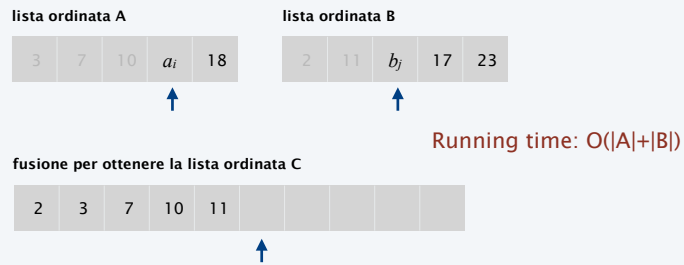 lista ordinata A
lista ordinata B
3 7 10 aᵢ 18
2 11 bⱼ 17 23
Running time: O(|A|+|B|)
fusione per ottenere la lista ordinata C
2 3 7 10 11